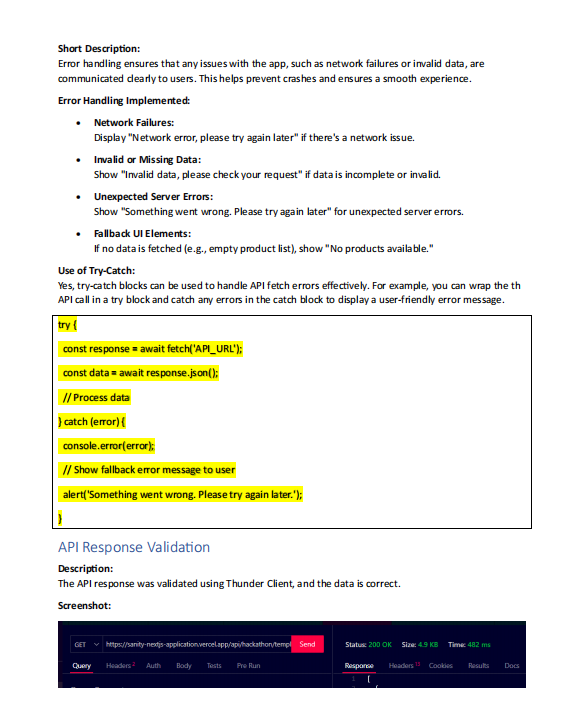 Short Description:
Error handling ensures that any issues with the app, such as network failures or invalid data, are
communicated clearly to users. This helps prevent crashes and ensures a smooth experience.
Error Handling Implemented:
• Network Failures:
Display "Network error, please try again later" if there's a network issue.
• Invalid or Missing Data:
Show "Invalid data, please check your request" if data is incomplete or invalid.
• Unexpected Server Errors:
Show "Something went wrong. Please try again later" for unexpected server errors.
• Fallback UI Elements:
If no data is fetched (e.g., empty product list), show "No products available."
Use of Try-Catch:
Yes, try-catch blocks can be used to handle API fetch errors effectively. For example, you can wrap the th
API call in a try block and catch any errors in the catch block to display a user-friendly error message.
try {
const response = await fetch('API_URL');
const data = await response.json();
// Process data
} catch (error) {
console.error(error);
// Show fallback error message to user
alert('Something went wrong. Please try again later.');
}
API Response Validation
Description:
The API response was validated using Thunder Client, and the data is correct.
Screenshot:
GET https://sanity-nextjs-application.vercel.app/api/hackathon/templ Send Status: 200 OK Size: 4.9 KB Time: 482 ms
Query Headers 2 Auth Body Tests Pre Run Response Headers Cookies Results Docs
1 [